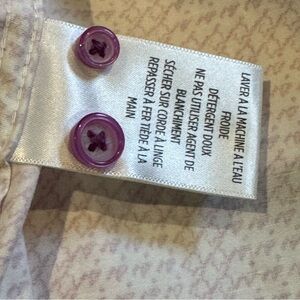 LAVER À LA MACHINE À L'EAU
FROIDE
DÉTERGENT DOUX
NE PAS UTILISER AGENT DE
BLANCHIMENT
SÉCHER SUR CORDE À LINGE
REPASSER À FER TIÈDE À LA
MAIN